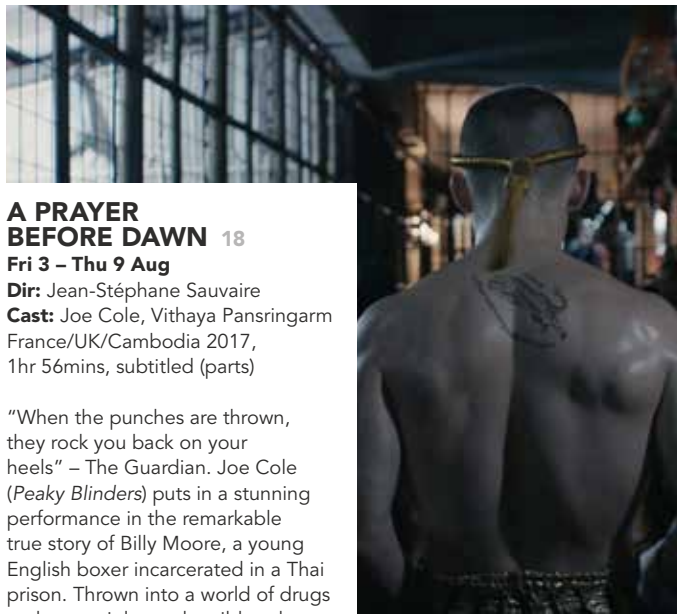 A PRAYER
BEFORE DAWN 18
Fri 3 – Thu 9 Aug
Dir: Jean-Stéphane Sauvaire
Cast: Joe Cole, Vithaya Pansringarm
France/UK/Cambodia 2017,
1hr 56mins, subtitled (parts)
“When the punches are thrown,
they rock you back on your
heels” – The Guardian. Joe Cole
(Peaky Blinders) puts in a stunning
performance in the remarkable
true story of Billy Moore, a young
English boxer incarcerated in a Thai
prison. Thrown into a world of drugs